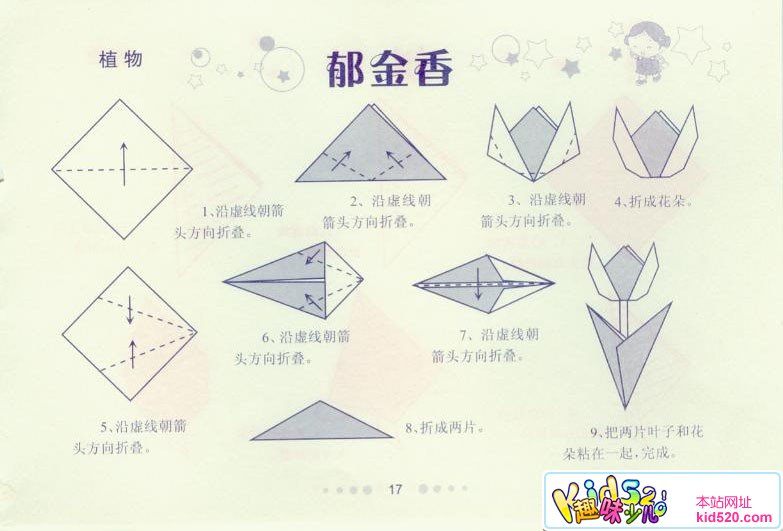 植物
郁金香
1、沿虚线朝箭
头方向折叠。
2、沿虚线朝
箭头方向折叠。
3、沿虚线朝
箭头方向折叠。
4、折成花朵。
5、沿虚线朝箭
头方向折叠。
6、沿虚线朝箭
头方向折叠。
7、沿虚线朝
箭头方向折叠。
8、折成两片。
9、把两片叶子和花
朵粘在一起，完成。
17
Kid520
趣味少儿
本站网址
kid520.com